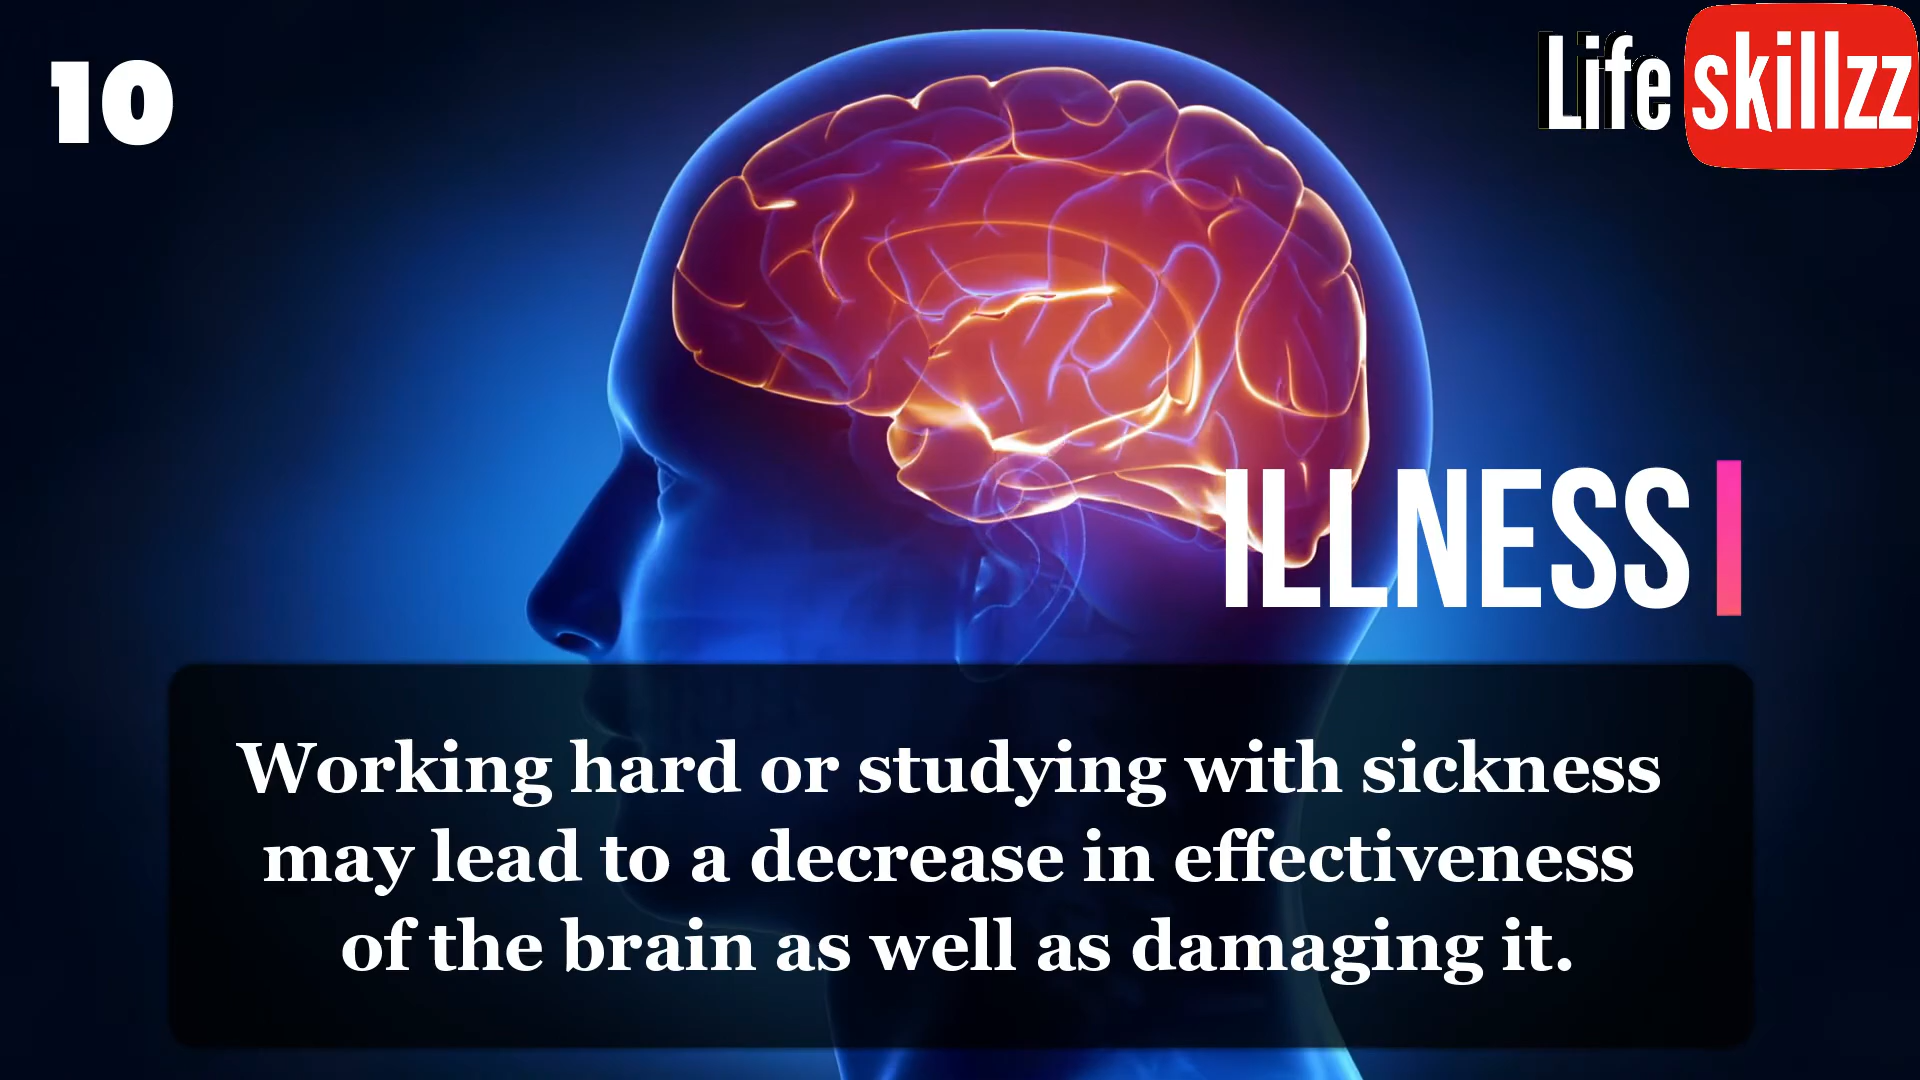 10
Life skillzz
ILLNESS
Working hard or studying with sickness
may lead to a decrease in effectiveness
of the brain as well as damaging it.